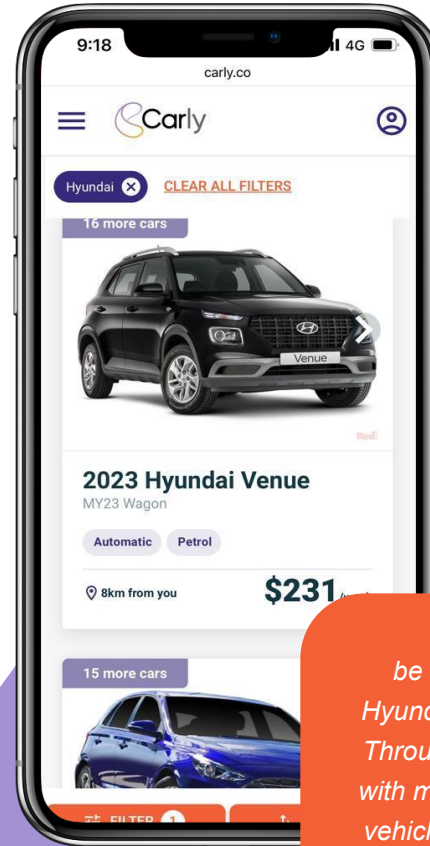 9:18
4G
carly.co
Carly
Hyundai
CLEAR ALL FILTERS
16 more cars
Venue
2023 Hyundai Venue
MY23 Wagon
Automatic
Petrol
8km from you
$231
15 more cars
FILTER 1
be
Throu
with m
vehicl